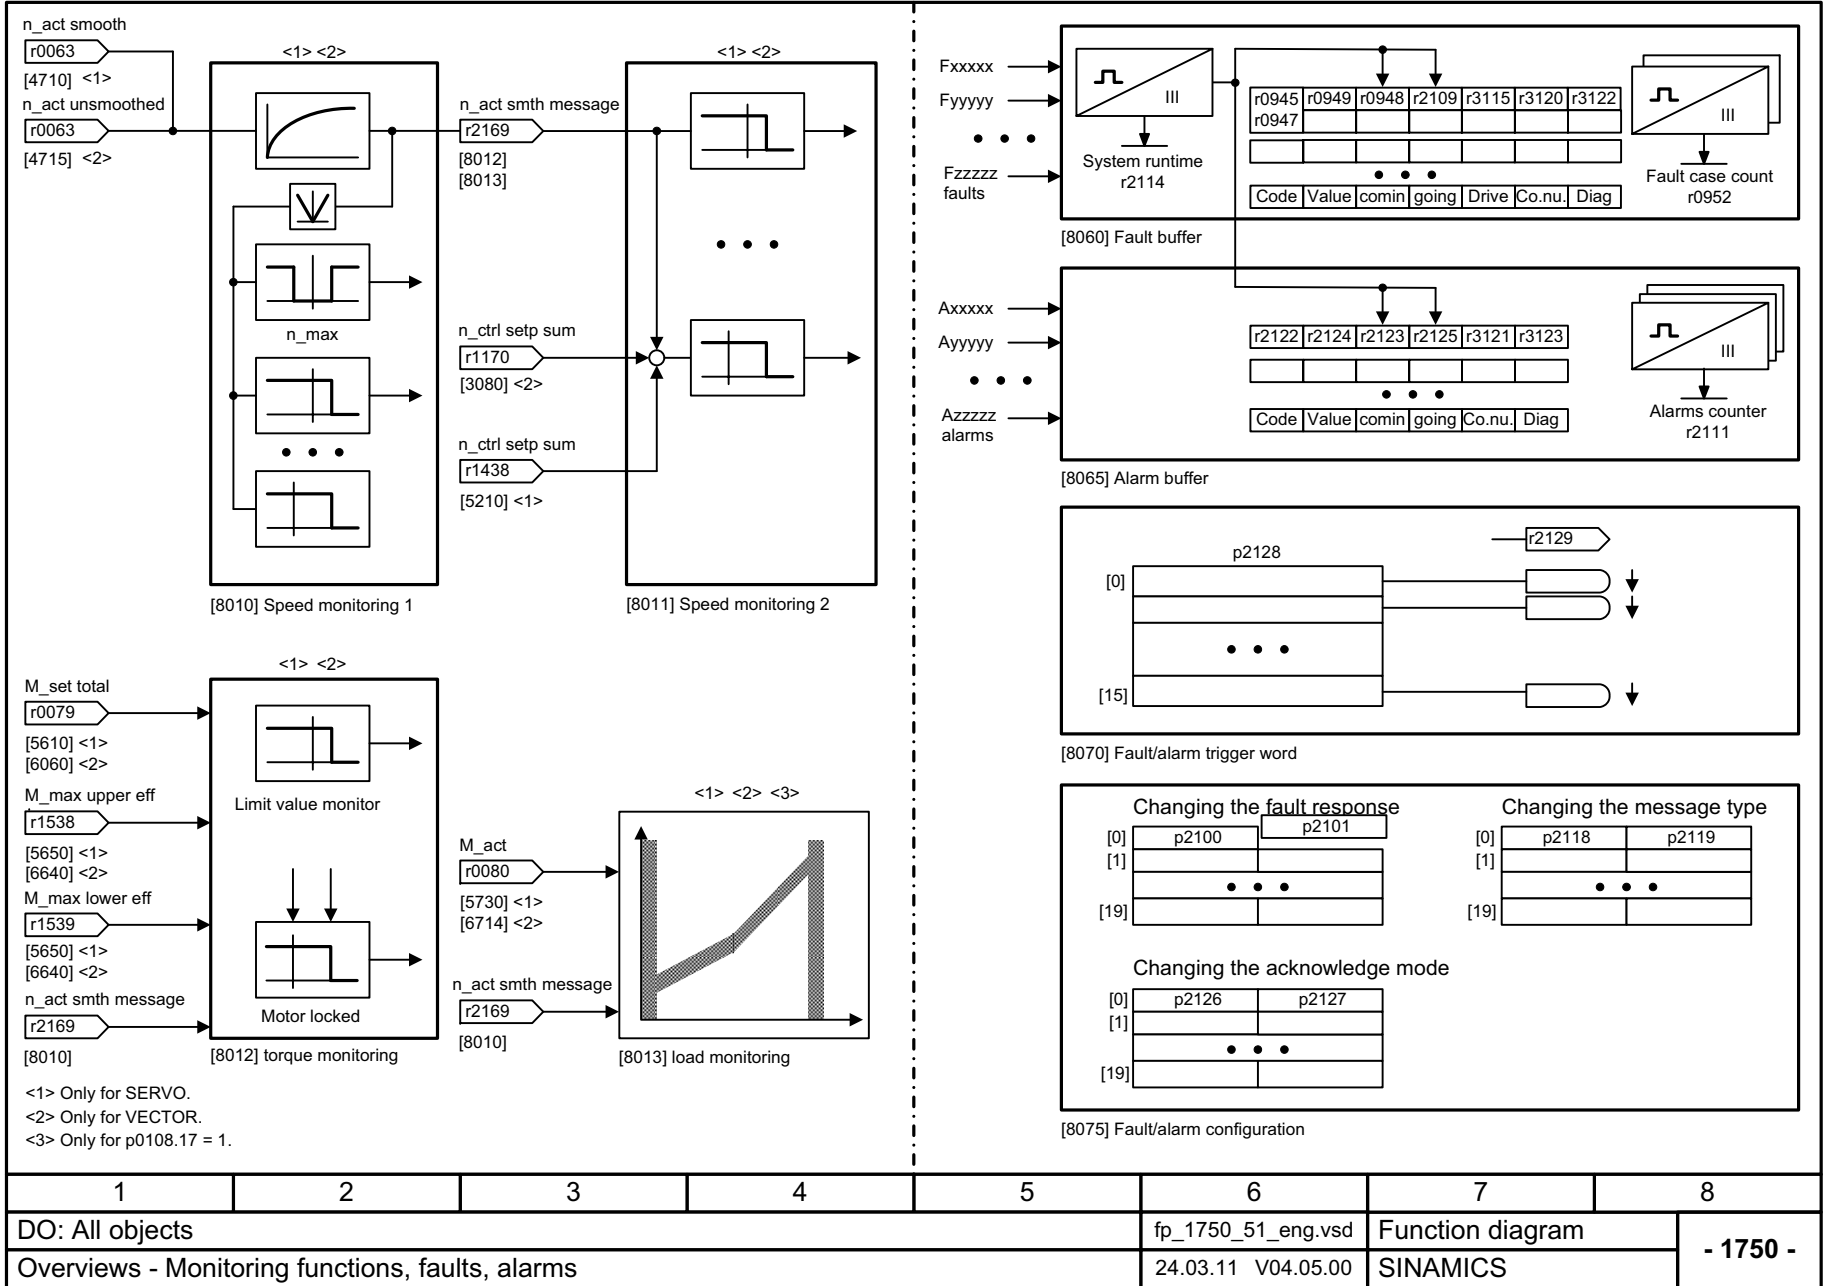 n_act smooth
r0063
[4710] <1>
n_act unsmoothed
r0063
[4715] <2>
<1> <2>
n_max
[8010] Speed monitoring 1
n_act smth message
r2169
[8012]
[8013]
n_ctrl setp sum
r1170
[3080] <2>
n_ctrl setp sum
r1438
[5210] <1>
<1> <2>
[8011] Speed monitoring 2
M_set total
r0079
[5610] <1>
[6060] <2>
M_max upper eff
r1538
[5650] <1>
[6640] <2>
M_max lower eff
r1539
[5650] <1>
[6640] <2>
n_act smth message
r2169
[8010]
<1> <2>
Limit value monitor
Motor locked
[8012] torque monitoring
M_act
r0080
[5730] <1>
[6714] <2>
n_act smth message
r2169
[8010]
<1> <2> <3>
[8013] load monitoring
<1> Only for SERVO.
<2> Only for VECTOR.
<3> Only for p0108.17 = 1.
Fxxxxx
Fyyyyy
Fzzzzz
faults
III
System runtime
r2114
r0945 r0949 r0948 r2109 r3115 r3120 r3122
r0947
Code Value comin going Drive Co.nu. Diag
III
Fault case count
r0952
[8060] Fault buffer
Axxxxx
Ayyyyy
Azzzzz
alarms
r2122 r2124 r2123 r2125 r3121 r3123
Code Value comin going Co.nu. Diag
III
Alarms counter
r2111
[8065] Alarm buffer
p2128
r2129
[0]
[15]
[8070] Fault/alarm trigger word
Changing the fault response
[0] p2100 p2101
[1]
[19]
Changing the message type
[0] p2118 p2119
[1]
[19]
Changing the acknowledge mode
[0] p2126 p2127
[1]
[19]
[8075] Fault/alarm configuration
1 2 3 4 5 6 7 8
DO: All objects
fp_1750_51_eng.vsd
Function diagram
- 1750 -
Overviews - Monitoring functions, faults, alarms
24.03.11 V04.05.00
SINAMICS